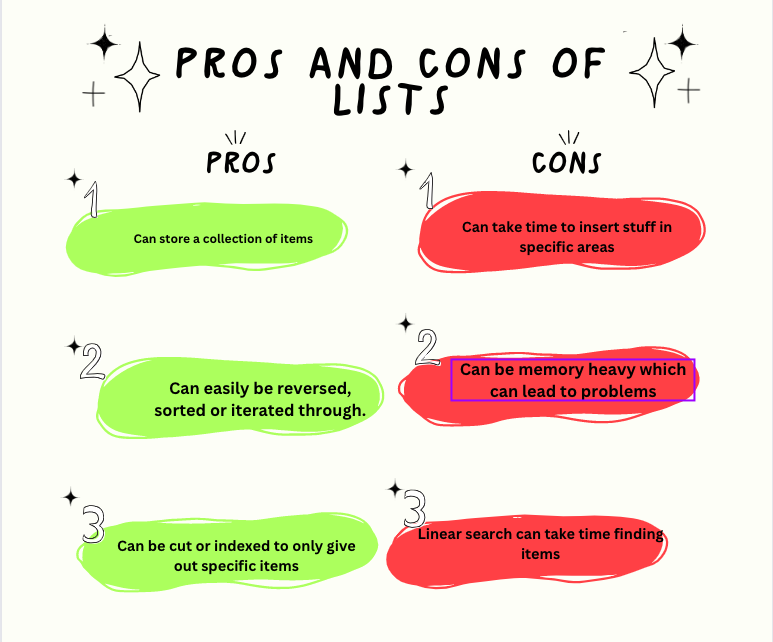 PROS AND CONS OF
LISTS
PROS
1
Can store a collection of items
2
Can easily be reversed,
sorted or iterated through.
3
Can be cut or indexed to only give
out specific items
CONS
1
Can take time to insert stuff in
specific areas
2
Can be memory heavy which
can lead to problems
3
Linear search can take time finding
items